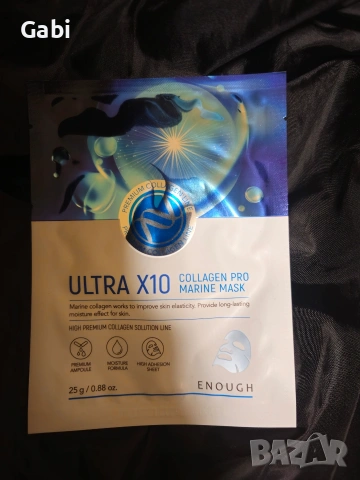 Gabi
PREMIUM COLLAGEN
ULTRA X10
COLLAGEN PRO
MARINE MASK
Marine collagen works to improve skin elasticity. Provide long-lasting
moisture effect for skin.
HIGH PREMIUM COLLAGEN SOLUTION LINE
PREMIUM
AMPOULE
MOISTURE
FORMULA
HIGH ADHESION
SHEET
25 g / 0.88 oz.
ENOUGH
BAZAR